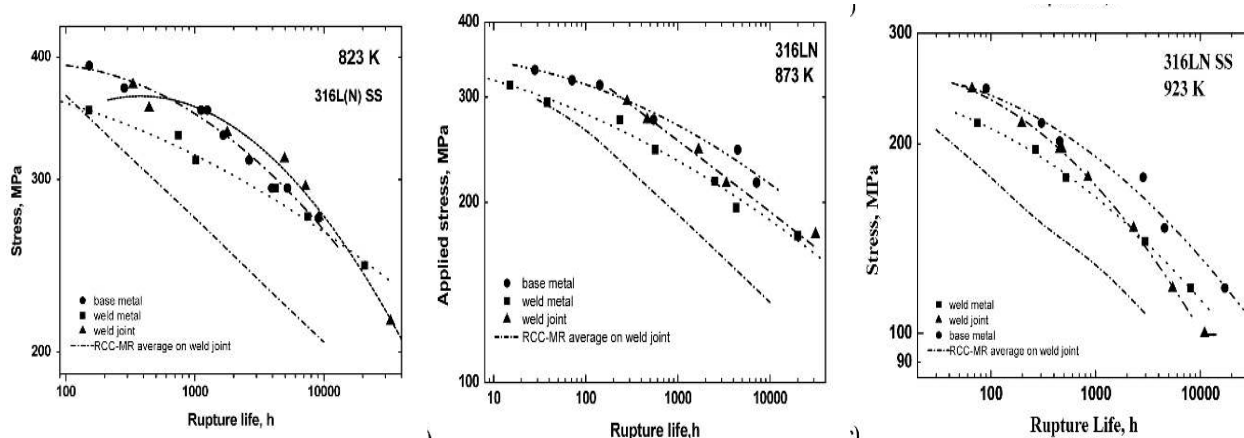 823 K
316L(N) SS
400
300
200
Stress, MPa
base metal
weld metal
weld joint
RCC-MR average on weld joint
100 1000 10000
Rupture life, h
)
316LN
873 K
400
300
200
100
Applied stress, MPa
base metal
weld metal
weld joint
RCC-MR average on weld joint
10 100 1000 10000
Rupture life,h
)
316LN SS
923 K
300
200
100
90
Stress, MPa
weld metal
weld joint
base metal
RCC-MR average on weld joint
100 1000 10000
Rupture Life, h